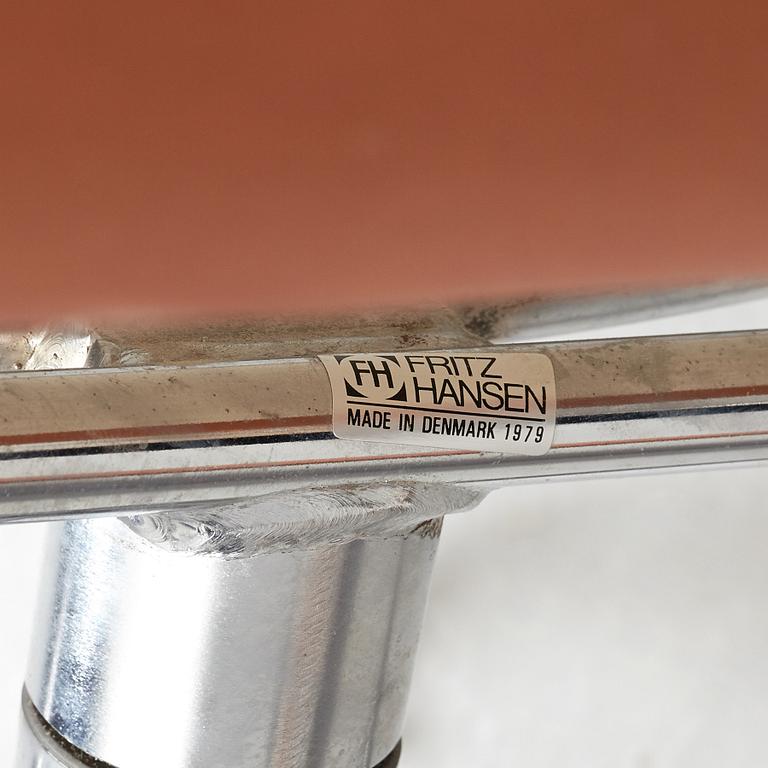 FH FRITZ
HANSEN
MADE IN DENMARK 1979